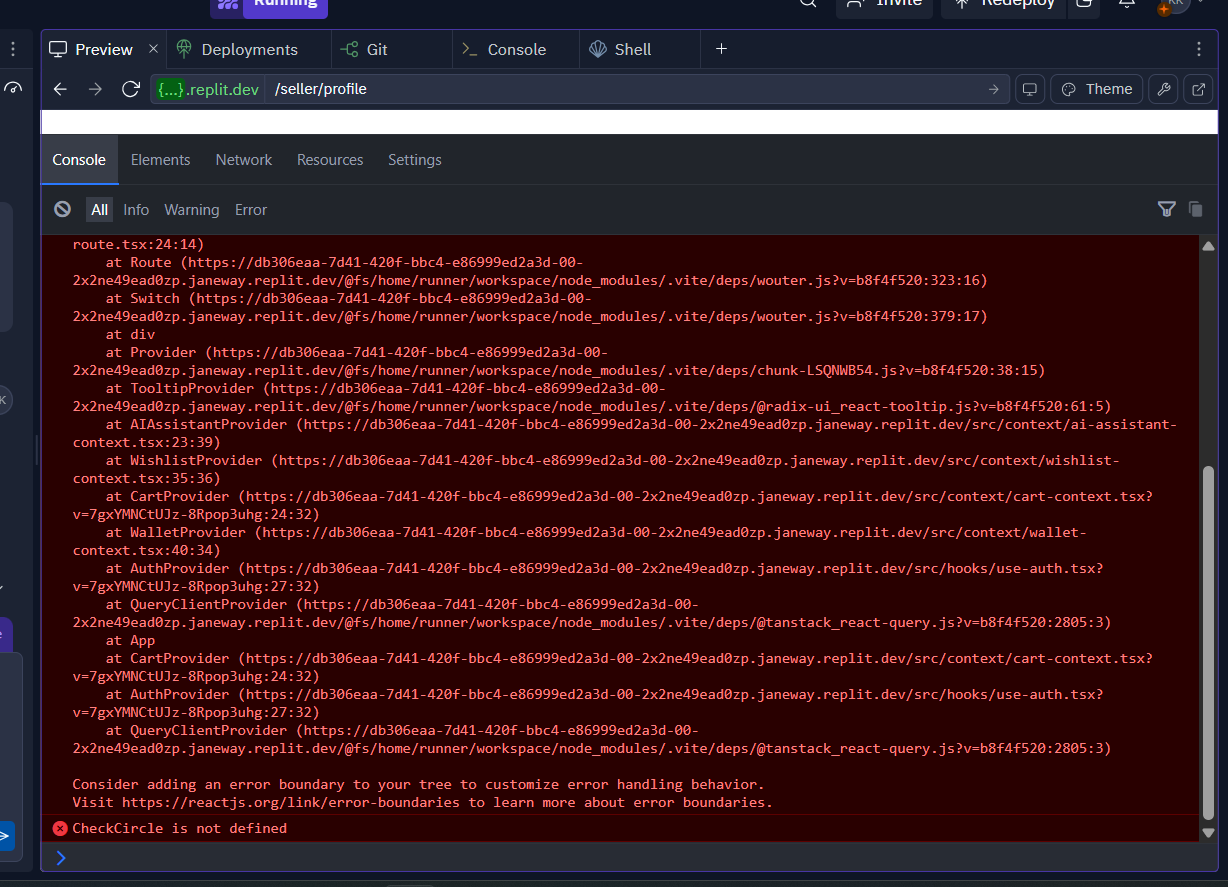 Running
Invite
Redeploy
KK
Preview
Deployments
Git
Console
Shell
{...}.replit.dev
/seller/profile
Theme
Console
Elements
Network
Resources
Settings
All
Info
Warning
Error
route.tsx:24:14)
at Route (https://db306eaa-7d41-420f-bbc4-e86999ed2a3d-00-
2x2ne49ead0zp.janeway.replit.dev/@fs/home/runner/workspace/node_modules/.vite/deps/wouter.js?v=b8f4f520:323:16)
at Switch (https://db306eaa-7d41-420f-bbc4-e86999ed2a3d-00-
2x2ne49ead0zp.janeway.replit.dev/@fs/home/runner/workspace/node_modules/.vite/deps/wouter.js?v=b8f4f520:379:17)
at div
at Provider (https://db306eaa-7d41-420f-bbc4-e86999ed2a3d-00-
2x2ne49ead0zp.janeway.replit.dev/@fs/home/runner/workspace/node_modules/.vite/deps/chunk-LSQNWB54.js?v=b8f4f520:38:15)
at TooltipProvider (https://db306eaa-7d41-420f-bbc4-e86999ed2a3d-00-
2x2ne49ead0zp.janeway.replit.dev/@fs/home/runner/workspace/node_modules/.vite/deps/@radix-ui_react-tooltip.js?v=b8f4f520:61:5)
at AIAssistantProvider (https://db306eaa-7d41-420f-bbc4-e86999ed2a3d-00-2x2ne49ead0zp.janeway.replit.dev/src/context/ai-assistant-
context.tsx:23:39)
at WishlistProvider (https://db306eaa-7d41-420f-bbc4-e86999ed2a3d-00-2x2ne49ead0zp.janeway.replit.dev/src/context/wishlist-
context.tsx:35:36)
at CartProvider (https://db306eaa-7d41-420f-bbc4-e86999ed2a3d-00-2x2ne49ead0zp.janeway.replit.dev/src/context/cart-context.tsx?
v=7gxYMNCtUJz-8Rpop3uhg:24:32)
at WalletProvider (https://db306eaa-7d41-420f-bbc4-e86999ed2a3d-00-2x2ne49ead0zp.janeway.replit.dev/src/context/wallet-
context.tsx:40:34)
at AuthProvider (https://db306eaa-7d41-420f-bbc4-e86999ed2a3d-00-2x2ne49ead0zp.janeway.replit.dev/src/hooks/use-auth.tsx?
v=7gxYMNCtUJz-8Rpop3uhg:27:32)
at QueryClientProvider (https://db306eaa-7d41-420f-bbc4-e86999ed2a3d-00-
2x2ne49ead0zp.janeway.replit.dev/@fs/home/runner/workspace/node_modules/.vite/deps/@tanstack_react-query.js?v=b8f4f520:2805:3)
at App
at CartProvider (https://db306eaa-7d41-420f-bbc4-e86999ed2a3d-00-2x2ne49ead0zp.janeway.replit.dev/src/context/cart-context.tsx?
v=7gxYMNCtUJz-8Rpop3uhg:24:32)
at AuthProvider (https://db306eaa-7d41-420f-bbc4-e86999ed2a3d-00-2x2ne49ead0zp.janeway.replit.dev/src/hooks/use-auth.tsx?
v=7gxYMNCtUJz-8Rpop3uhg:27:32)
at QueryClientProvider (https://db306eaa-7d41-420f-bbc4-e86999ed2a3d-00-
2x2ne49ead0zp.janeway.replit.dev/@fs/home/runner/workspace/node_modules/.vite/deps/@tanstack_react-query.js?v=b8f4f520:2805:3)
Consider adding an error boundary to your tree to customize error handling behavior.
Visit https://reactjs.org/link/error-boundaries to learn more about error boundaries.
CheckCircle is not defined